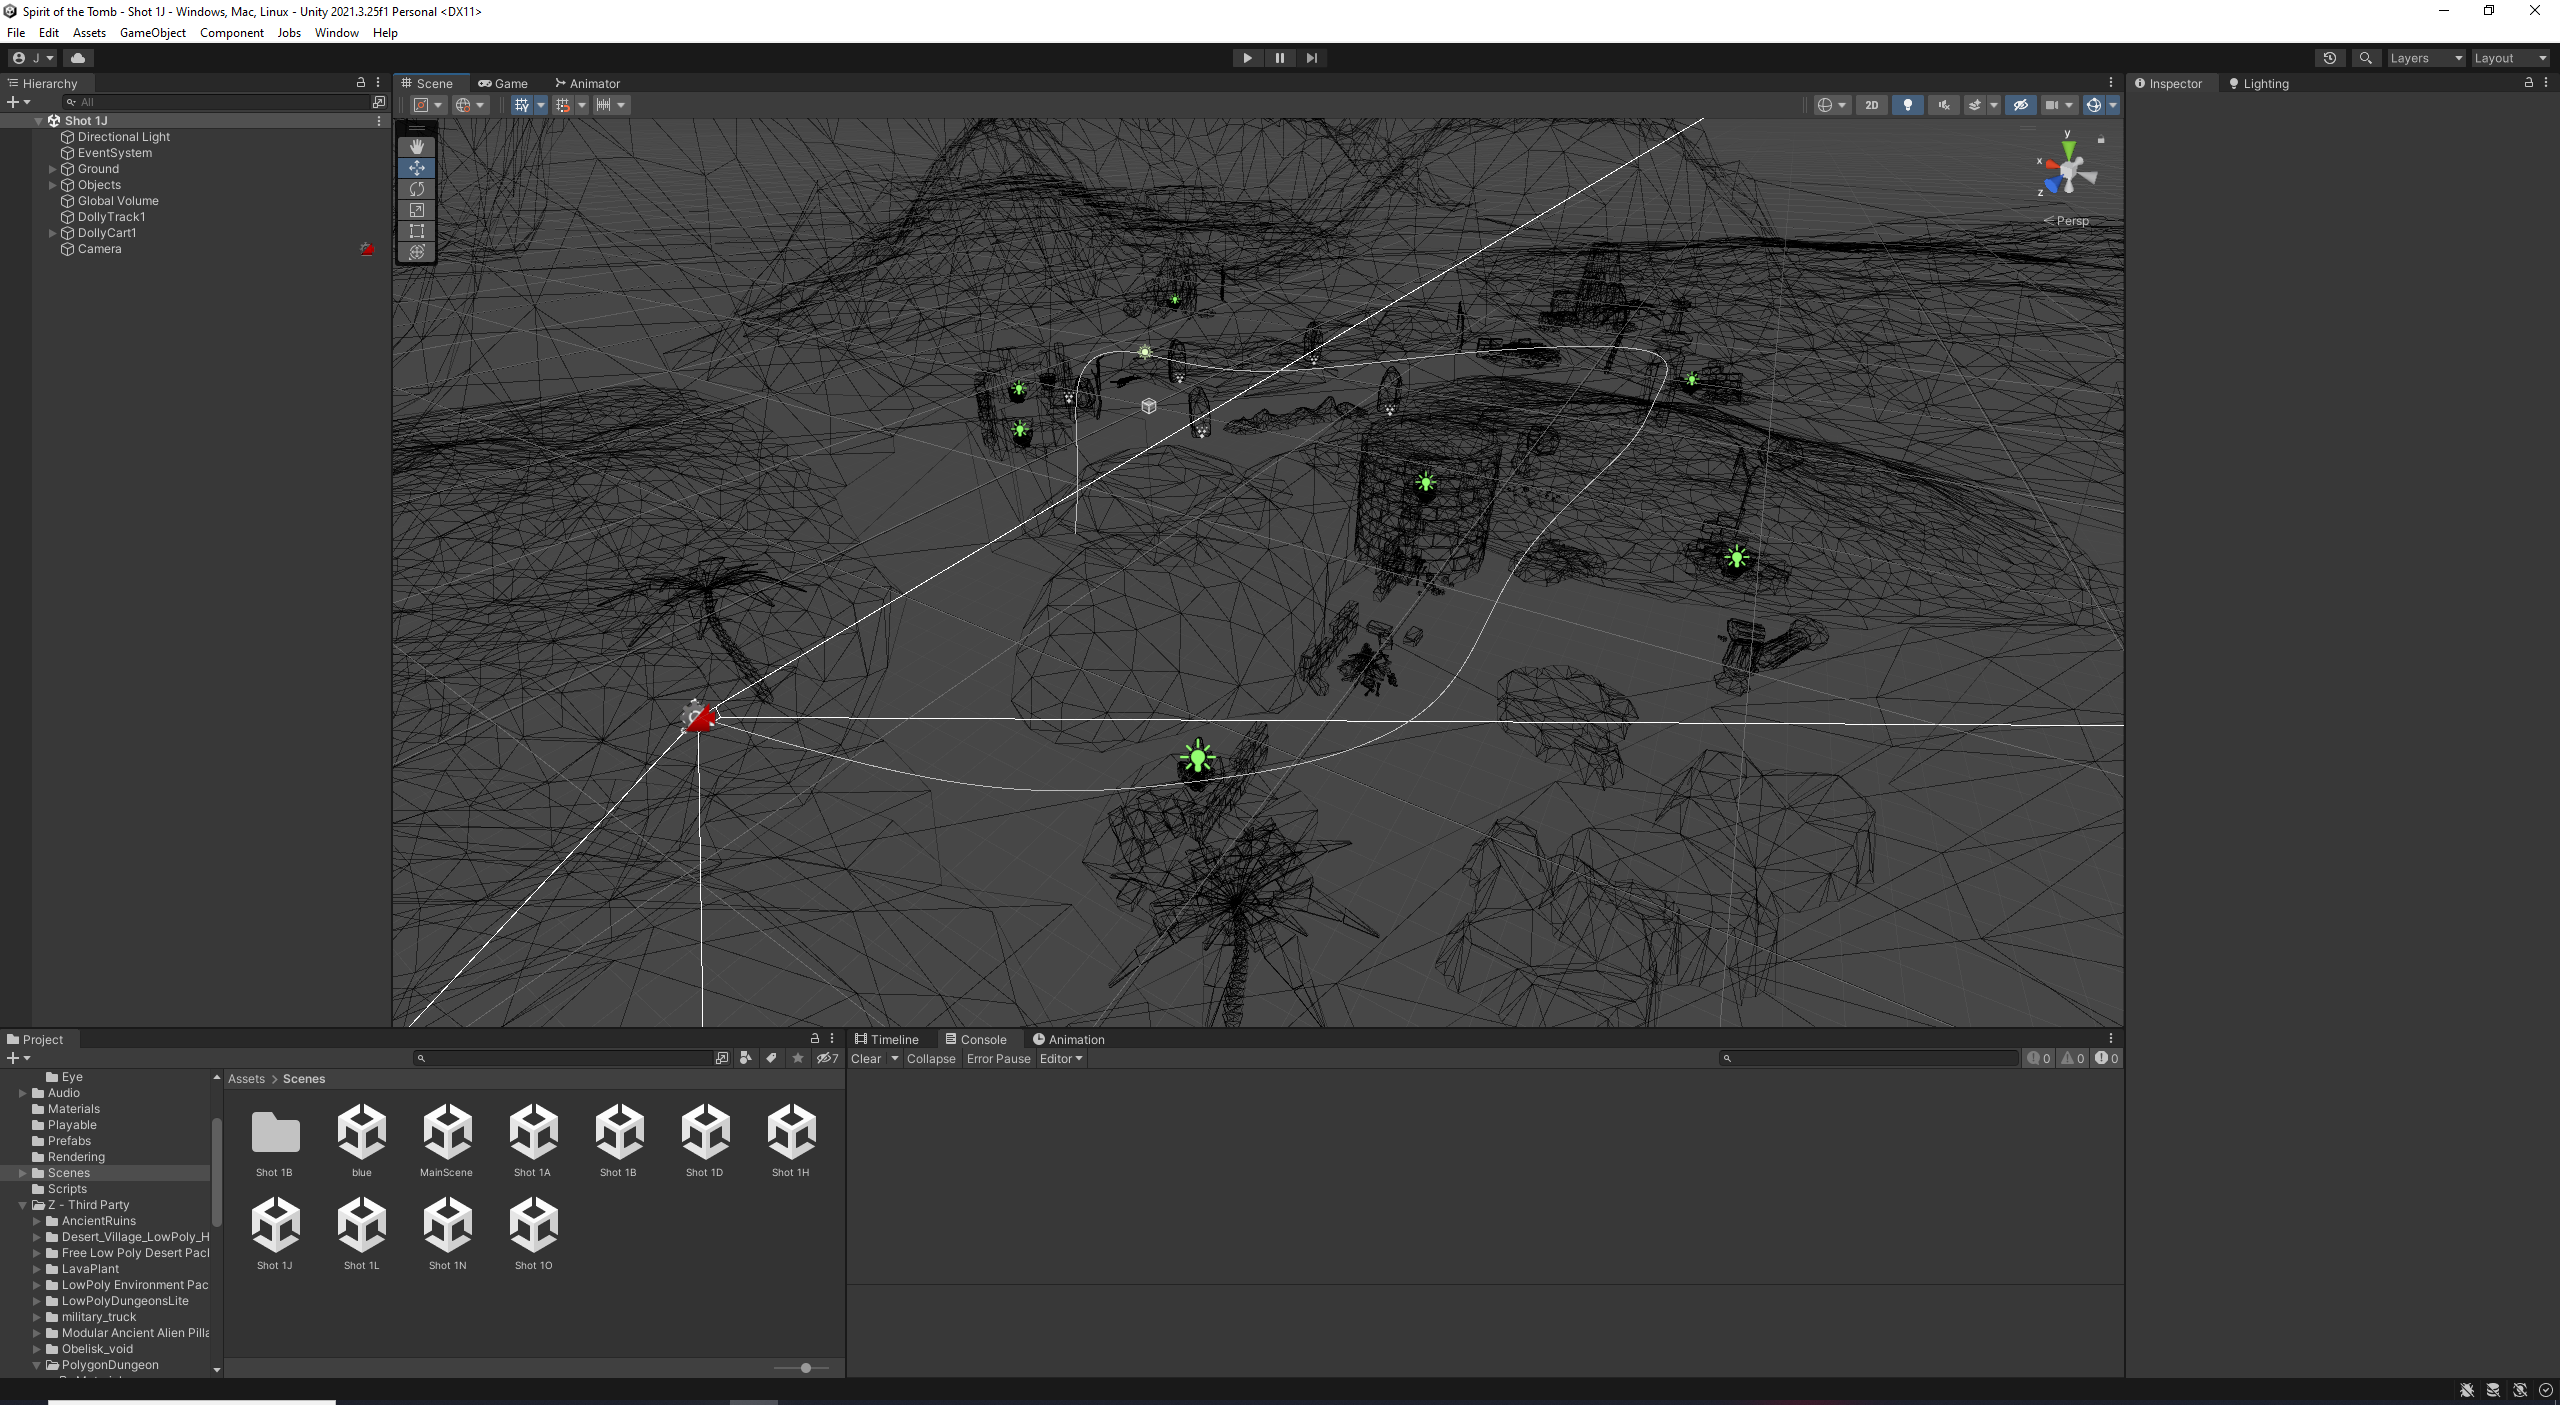 Spirit of the Tomb - Shot 1J - Windows, Mac, Linux - Unity 2021.3.25f1 Personal <DX11>
File Edit Assets GameObject Component Jobs Window Help
J Layers Layout
Hierarchy
All
Shot 1J
Directional Light
EventSystem
Ground
Objects
Global Volume
DollyTrack1
DollyCart1
Camera
Scene Game Animator
2D
y
x
z
Persp
Inspector Lighting
Project
7
Eye
Audio
Materials
Playable
Prefabs
Rendering
Scenes
Scripts
Z - Third Party
AncientRuins
Desert_Village_LowPoly_H
Free Low Poly Desert Pacl
LavaPlant
LowPoly Environment Pac
LowPolyDungeonsLite
military_truck
Modular Ancient Alien Pilla
Obelisk_void
PolygonDungeon
Assets > Scenes
Shot 1B blue MainScene Shot 1A Shot 1B Shot 1D Shot 1H
Shot 1J Shot 1L Shot 1N Shot 1O
Timeline Console Animation
Clear Collapse Error Pause Editor
0 0 0